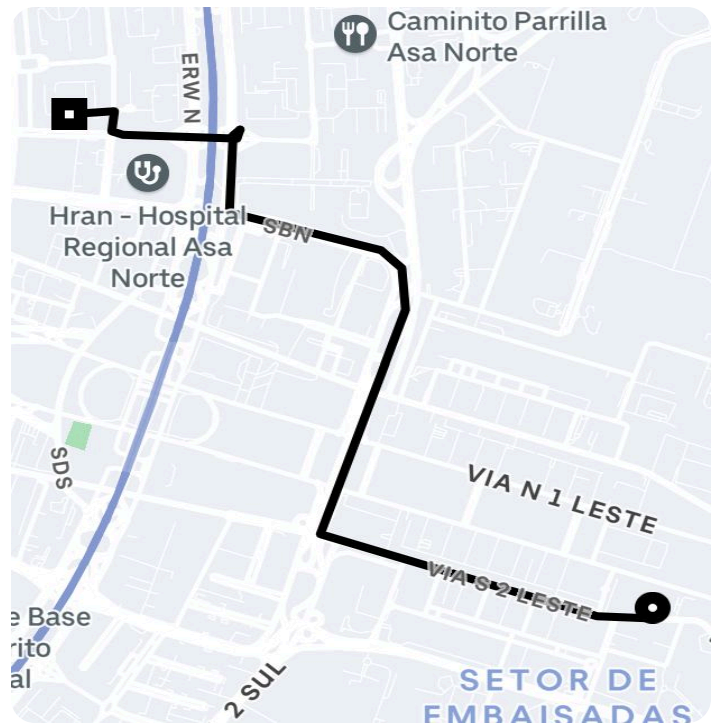 Caminito Parrilla
Asa Norte
ERW N
Hran - Hospital
Regional Asa
Norte
SBN
SDS
VIA N 1 LESTE
VIA S 2 LESTE
e Base
rito
al
2 SUL
SETOR DE
EMBAISADAS